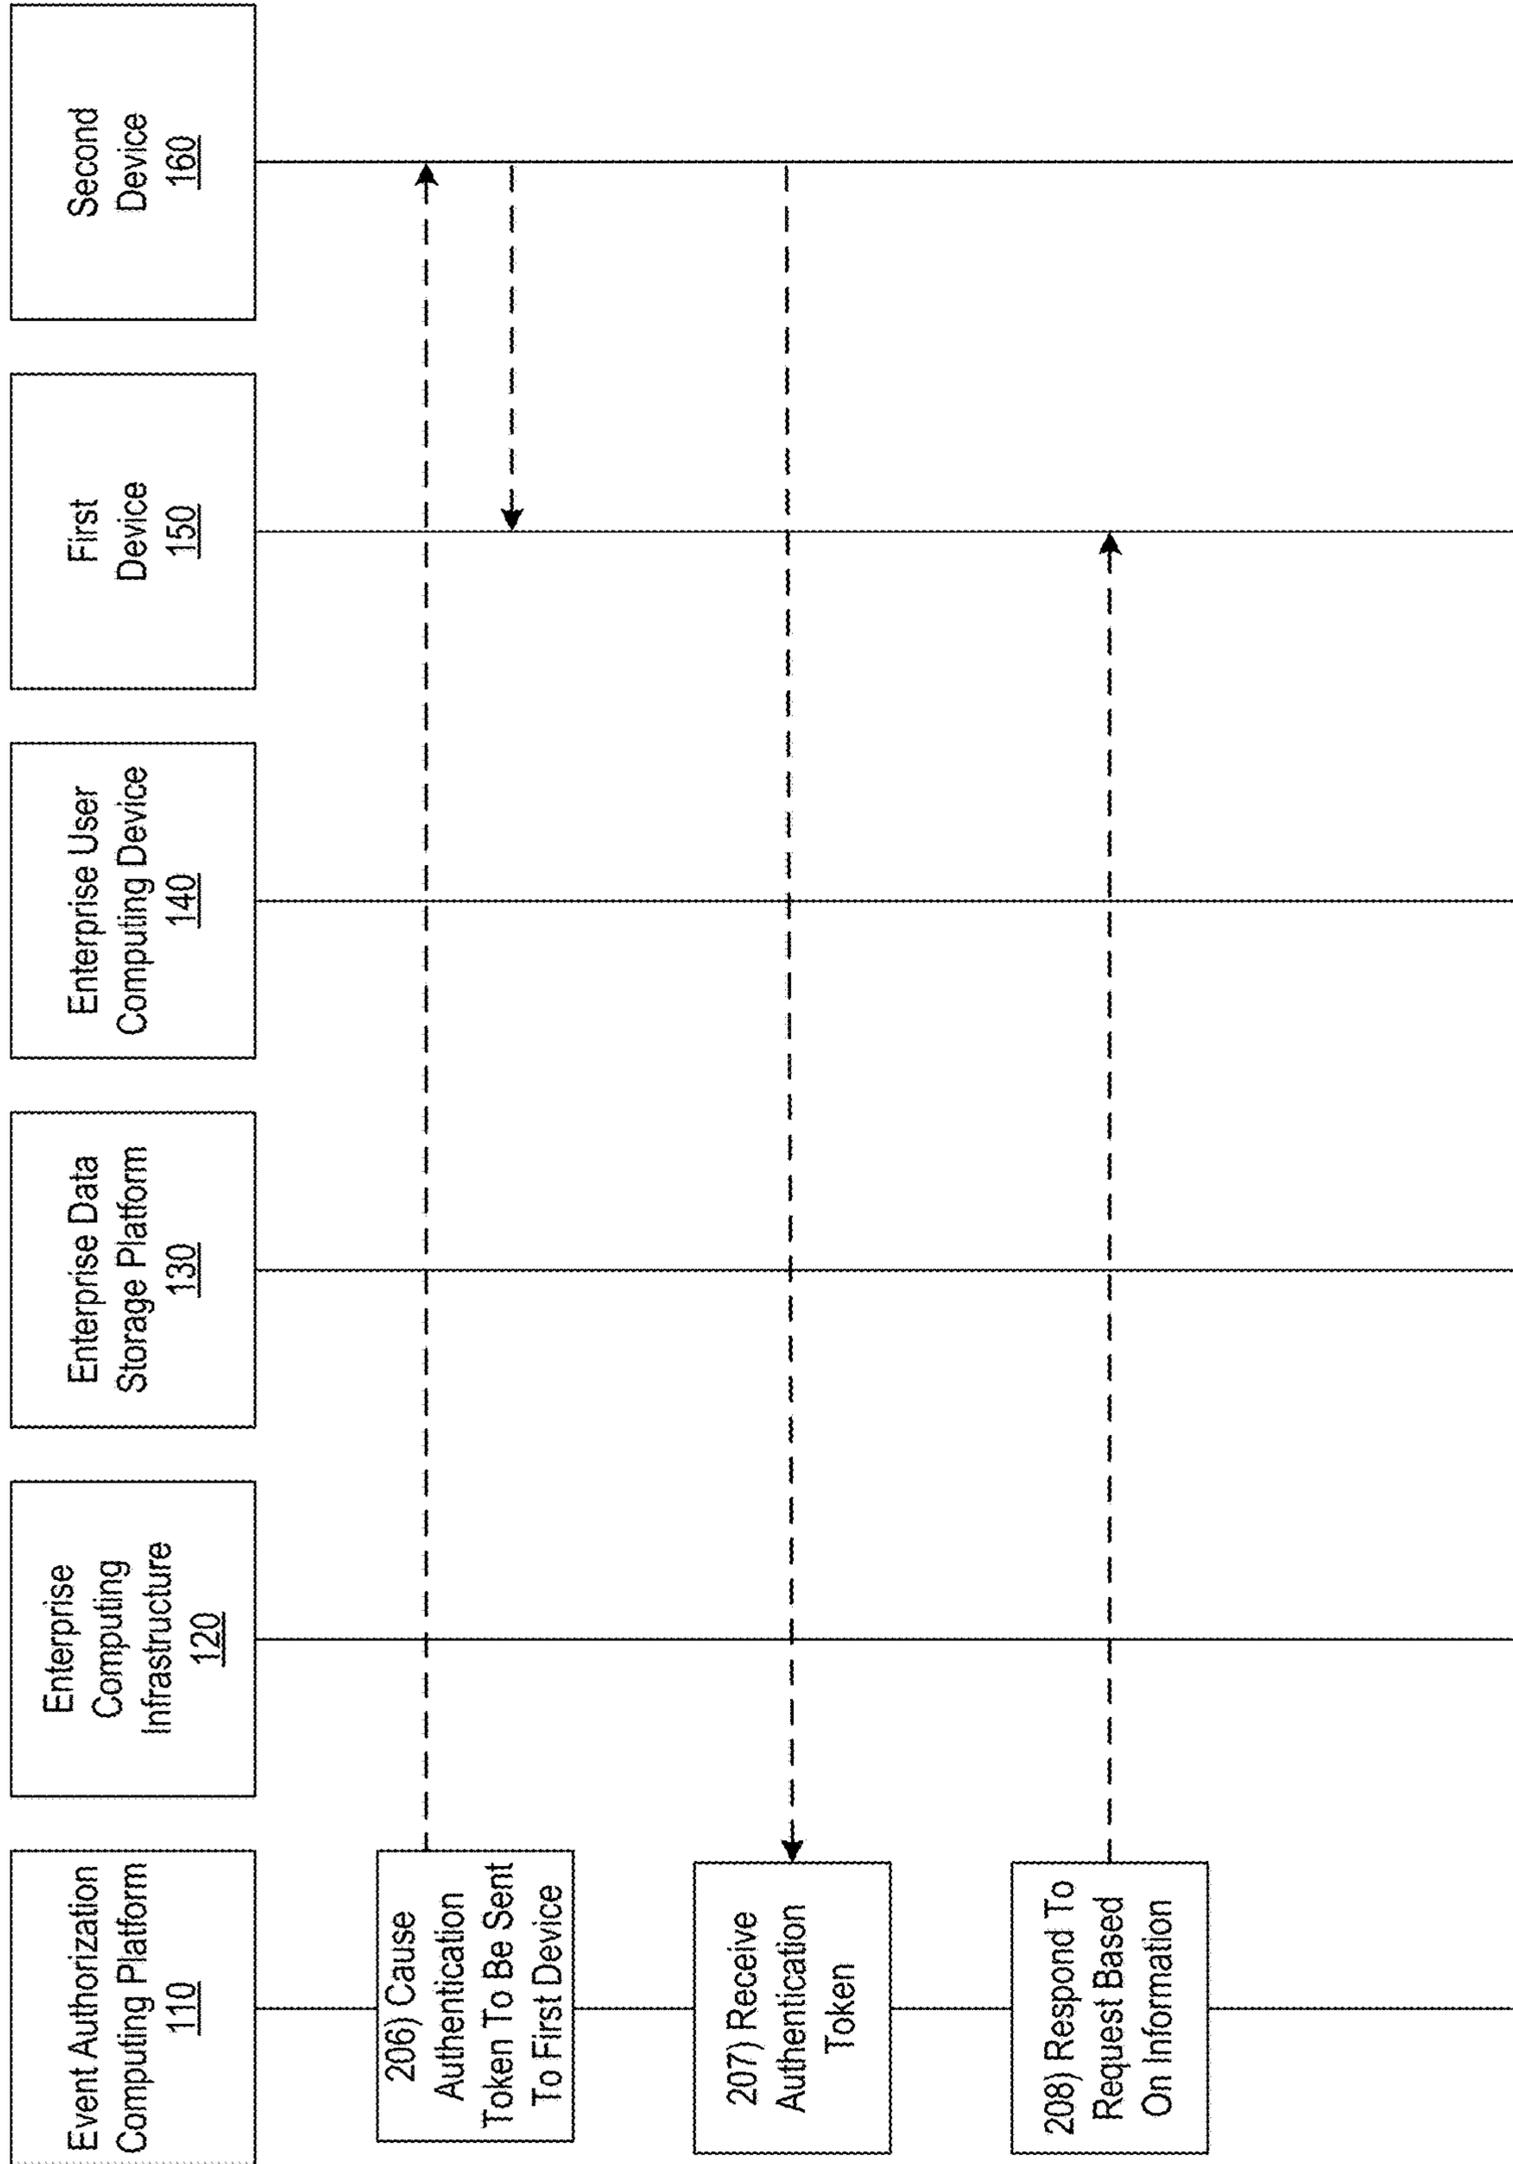 Event Authorization
Computing Platform
110
Enterprise
Computing
Infrastructure
120
Enterprise Data
Storage Platform
130
Enterprise User
Computing Device
140
First
Device
150
Second
Device
160
206) Cause
Authentication
Token To Be Sent
To First Device
207) Receive
Authentication
Token
208) Respond To
Request Based
On Information